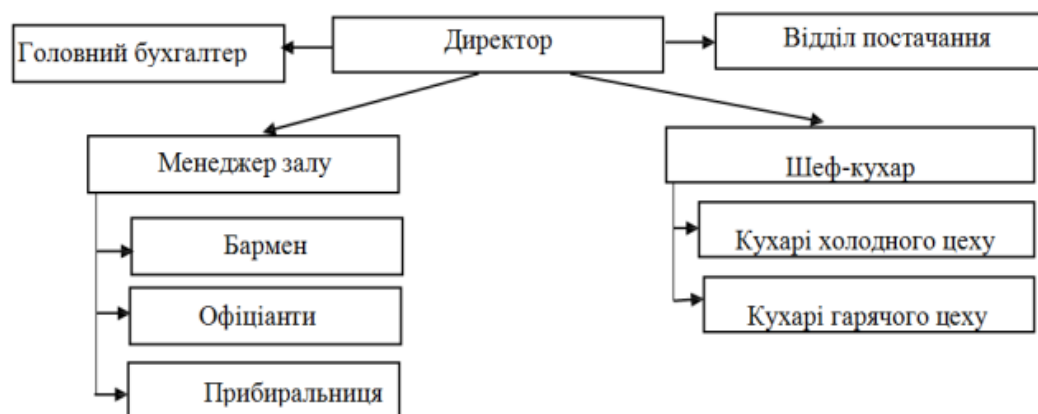 Головний бухгалтер
Директор
Відділ постачання
Менеджер залу
Шеф-кухар
Бармен
Кухарі холодного цеху
Офіціанти
Кухарі гарячого цеху
Прибиральниця